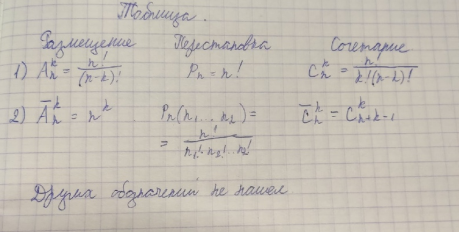 Таблица.
Размещение Перестановка Сочетание
1) A_n^k = n!/(n-k)! P_n = n! C_n^k = n!/k!(n-k)!
2) Ā_n^k = n^k P_n(n_1...n_k) = C̄_n^k = C_{n+k-1}^k
= n!/n_1!·n_2!...n_k!
Других обозначений не нашел